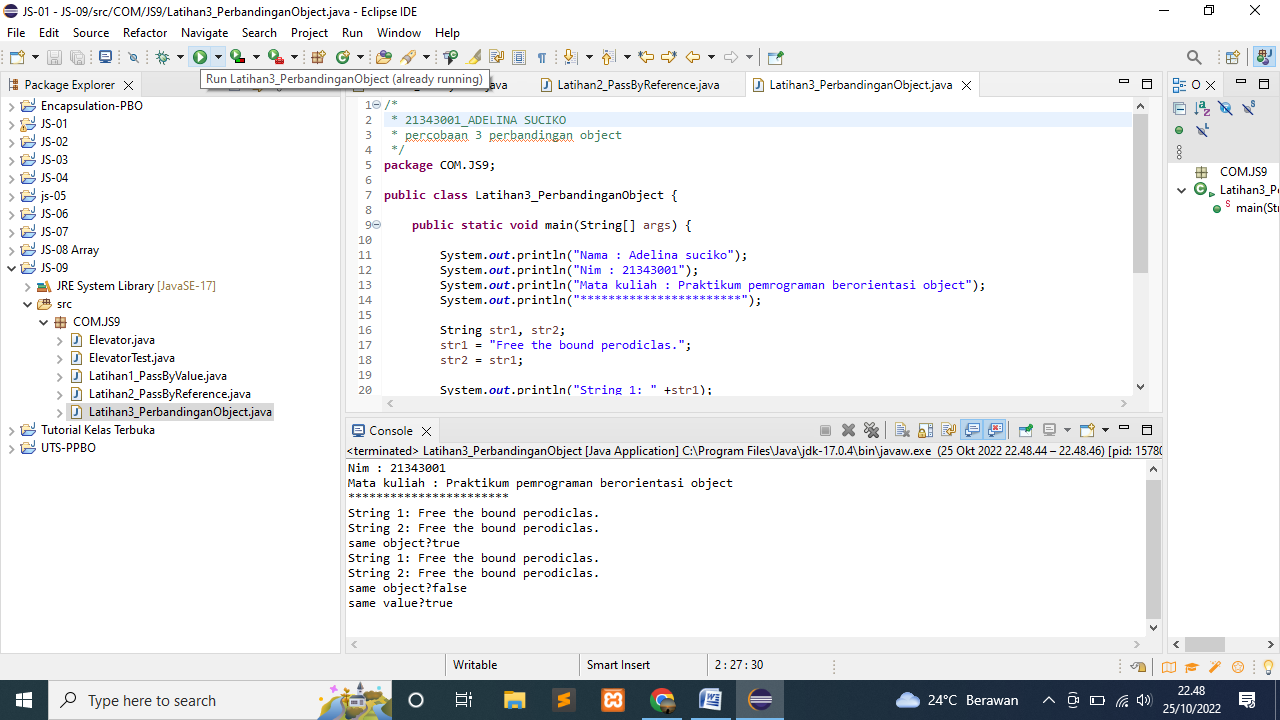 JS-01 - JS-09/src/COM/JS9/Latihan3_PerbandinganObject.java - Eclipse IDE
File Edit Source Refactor Navigate Search Project Run Window Help
Run Latihan3_PerbandinganObject (already running)
Package Explorer
Latihan2_PassByReference.java
Latihan3_PerbandinganObject.java
O
Encapsulation-PBO
JS-01
JS-02
JS-03
JS-04
js-05
JS-06
JS-07
JS-08 Array
JS-09
JRE System Library [JavaSE-17]
src
COM.JS9
Elevator.java
ElevatorTest.java
Latihan1_PassByValue.java
Latihan2_PassByReference.java
Latihan3_PerbandinganObject.java
Tutorial Kelas Terbuka
UTS-PPBO
1 /*
2 * 21343001_ADELINA SUCIKO
3 * percobaan 3 perbandingan object
4 */
5 package COM.JS9;
6
7 public class Latihan3_PerbandinganObject {
8
9 public static void main(String[] args) {
10
11 System.out.println("Nama : Adelina suciko");
12 System.out.println("Nim : 21343001");
13 System.out.println("Mata kuliah : Praktikum pemrograman berorientasi object");
14 System.out.println("***********************");
15
16 String str1, str2;
17 str1 = "Free the bound perodiclas.";
18 str2 = str1;
19
20 System.out.println("String 1: " +str1);
COM.JS9
Latihan3_Pe
main(Str
Console
<terminated> Latihan3_PerbandinganObject [Java Application] C:\Program Files\Java\jdk-17.0.4\bin\javaw.exe (25 Okt 2022 22.48.44 – 22.48.46) [pid: 15780
Nim : 21343001
Mata kuliah : Praktikum pemrograman berorientasi object
***********************
String 1: Free the bound perodiclas.
String 2: Free the bound perodiclas.
same object?true
String 1: Free the bound perodiclas.
String 2: Free the bound perodiclas.
same object?false
same value?true
Writable Smart Insert 2 : 27 : 30
Type here to search
24°C Berawan
22.48
25/10/2022